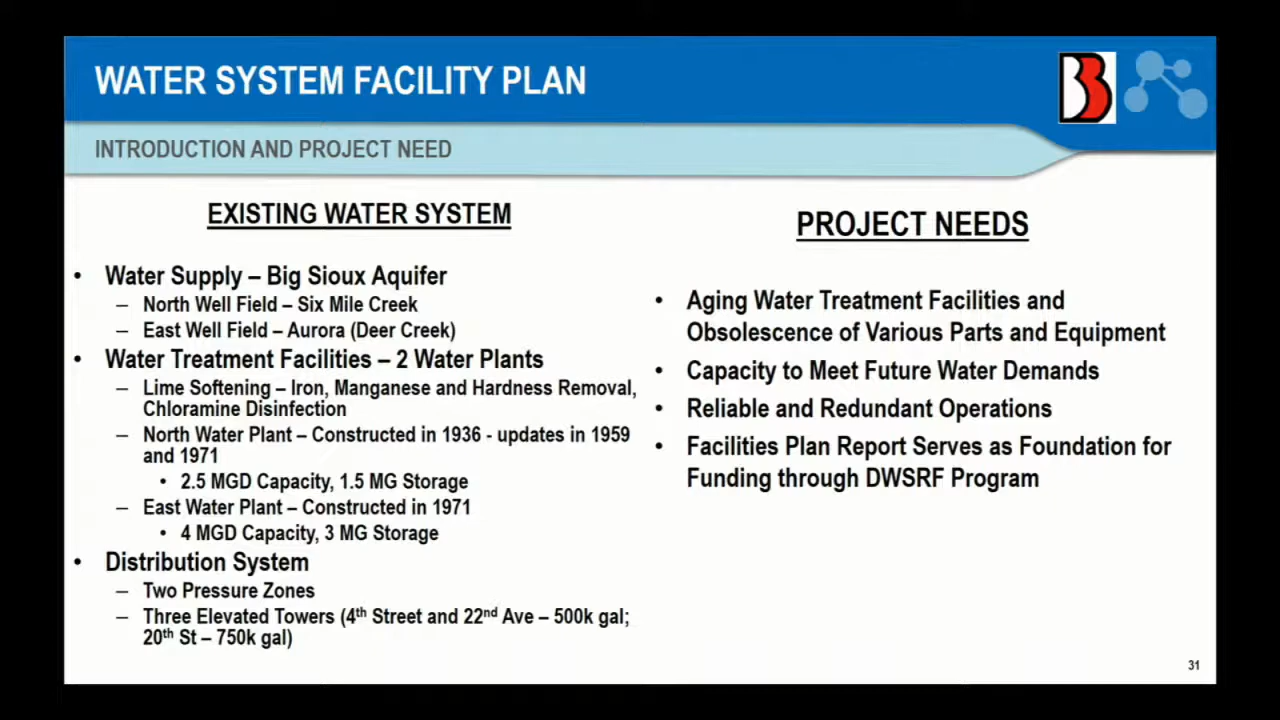 WATER SYSTEM FACILITY PLAN
INTRODUCTION AND PROJECT NEED
EXISTING WATER SYSTEM
• Water Supply – Big Sioux Aquifer
– North Well Field – Six Mile Creek
– East Well Field – Aurora (Deer Creek)
• Water Treatment Facilities – 2 Water Plants
– Lime Softening – Iron, Manganese and Hardness Removal,
Chloramine Disinfection
– North Water Plant – Constructed in 1936 - updates in 1959
and 1971
• 2.5 MGD Capacity, 1.5 MG Storage
– East Water Plant – Constructed in 1971
• 4 MGD Capacity, 3 MG Storage
• Distribution System
– Two Pressure Zones
– Three Elevated Towers (4th Street and 22nd Ave – 500k gal;
20th St – 750k gal)
PROJECT NEEDS
• Aging Water Treatment Facilities and
Obsolescence of Various Parts and Equipment
• Capacity to Meet Future Water Demands
• Reliable and Redundant Operations
• Facilities Plan Report Serves as Foundation for
Funding through DWSRF Program
31